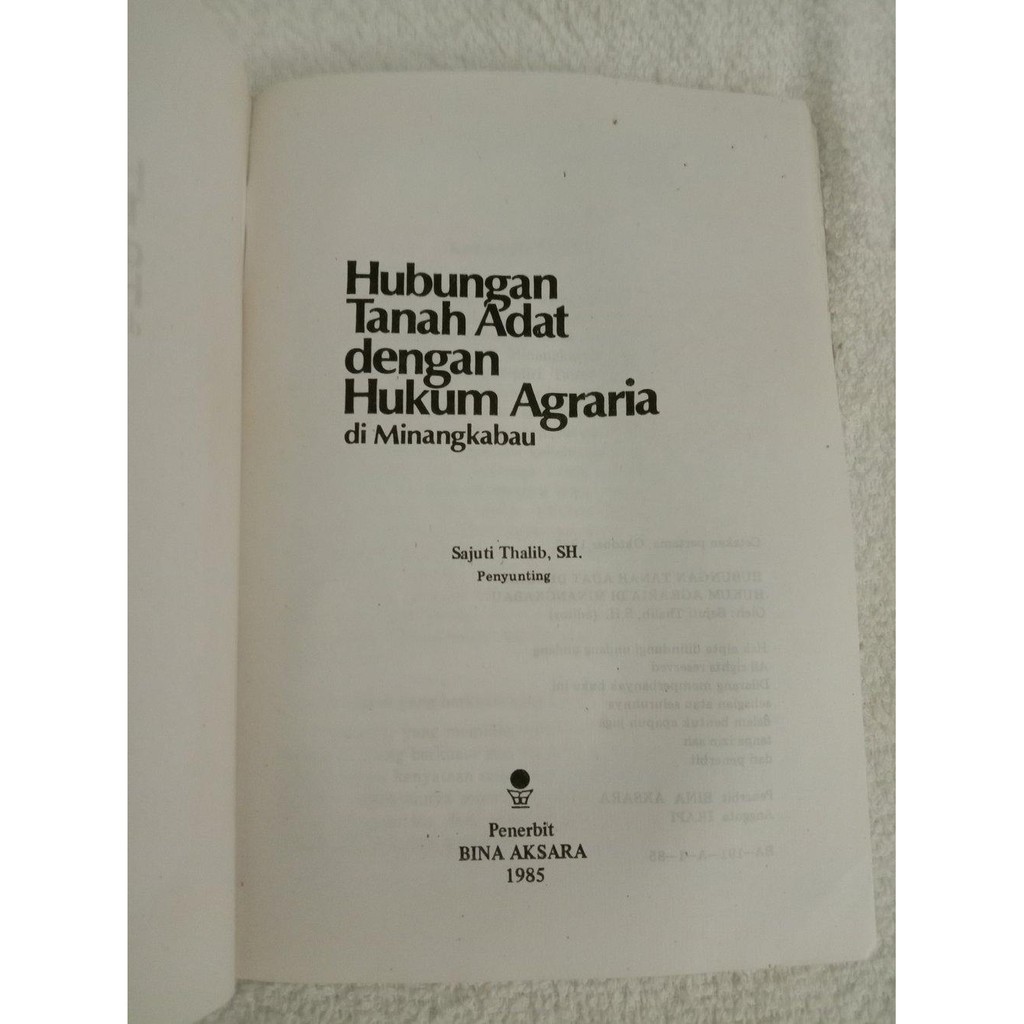 Hubungan
Tanah Adat
dengan
Hukum Agraria
di Minangkabau
Sajuti Thalib, SH.
Penyunting
Penerbit
BINA AKSARA
1985